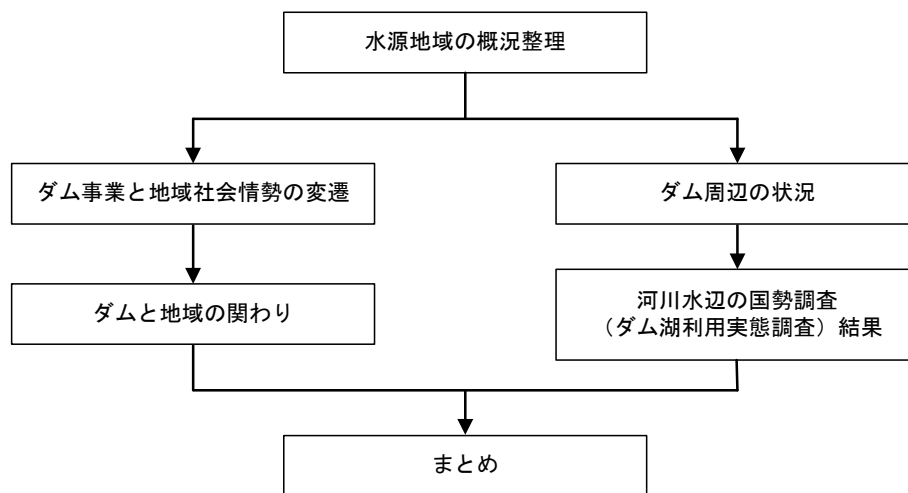 水源地域の概況整理
ダム事業と地域社会情勢の変遷
ダム周辺の状況
ダムと地域の関わり
河川水辺の国勢調査
（ダム湖利用実態調査）結果
まとめ